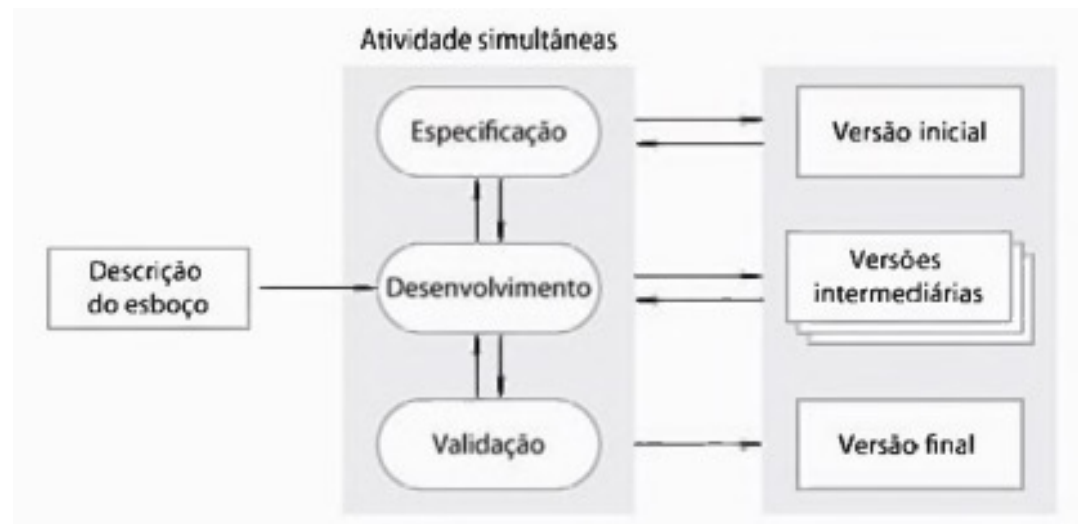 Atividade simultâneas
Especificação
Versão inicial
Descrição
do esboço
Desenvolvimento
Versões
intermediárias
Validação
Versão final